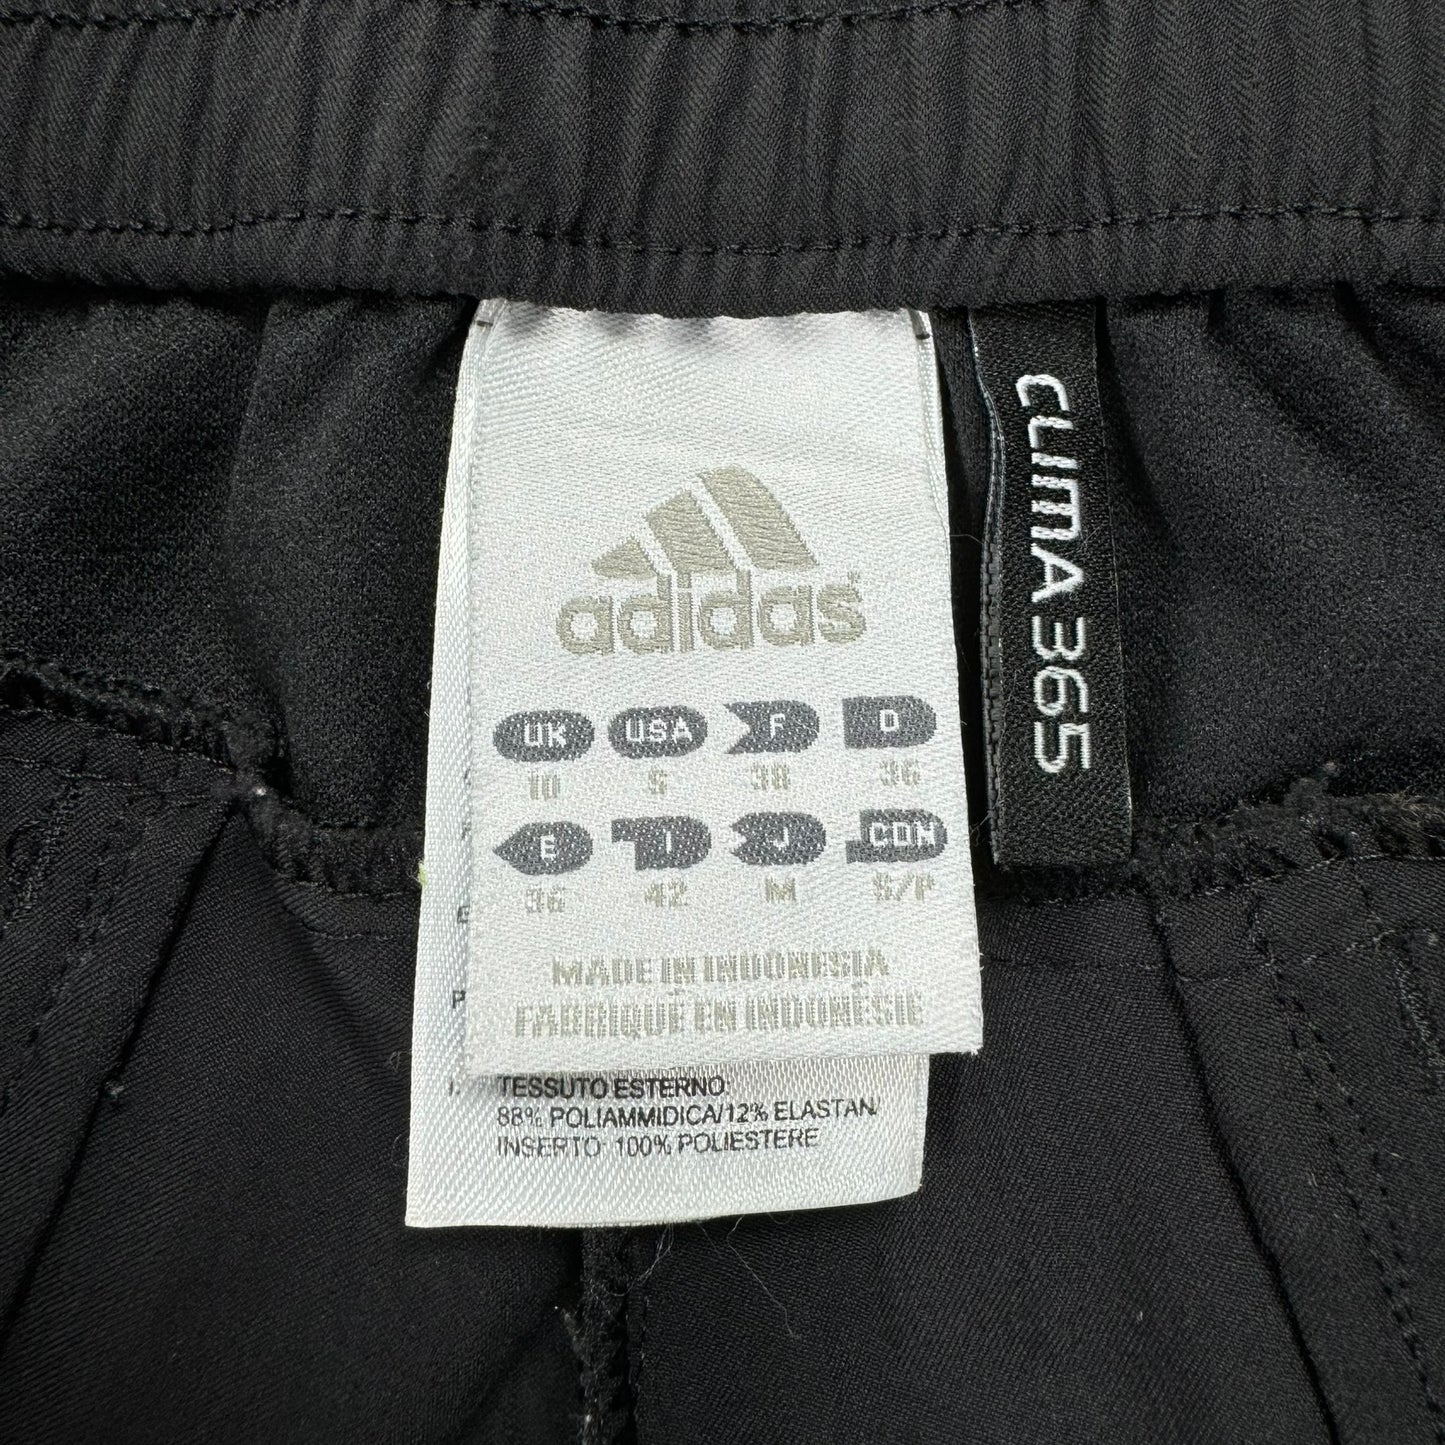 adidas
UK USA F D
10 S 38 36
E I J CDN
36 42 M S/P
MADE IN INDONESIA
FABRIQUÉ EN INDONÉSIE
TESSUTO ESTERNO:
88% POLIAMMIDICA/12% ELASTAN/
INSERTO: 100% POLIESTERE
CLIMA 365